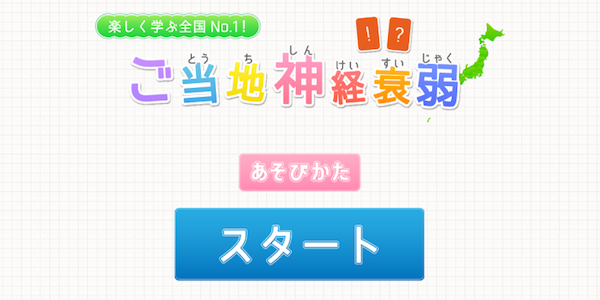 楽しく学ぶ全国No.1!
! ?
とう ち しん けい すい じゃく
ご当地神経衰弱
あそびかた
スタート